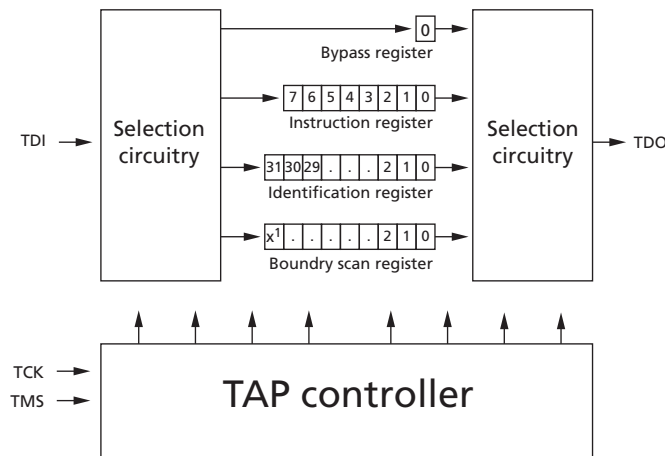 0
Bypass register
7 6 5 4 3 2 1 0
Instruction register
TDI
Selection
circuitry
Selection
circuitry
TDO
31 30 29 . . . 2 1 0
Identification register
x¹ . . . . . 2 1 0
Boundry scan register
TCK
TMS
TAP controller